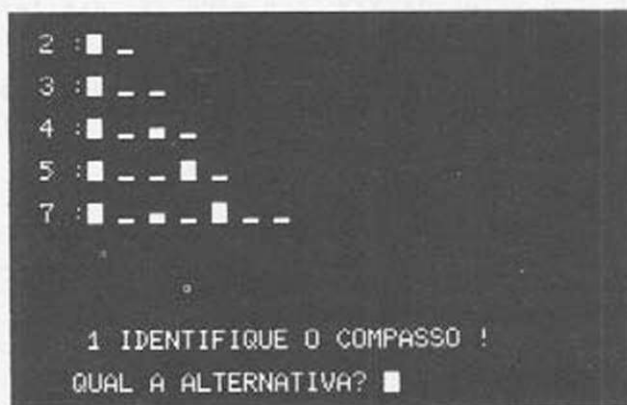 2 :█ _
3 :█ _ _
4 :█ _ ▄ _
5 :█ _ _ █ _
7 :█ _ ▄ _ █ _ _
1 IDENTIFIQUE O COMPASSO !
QUAL A ALTERNATIVA? █